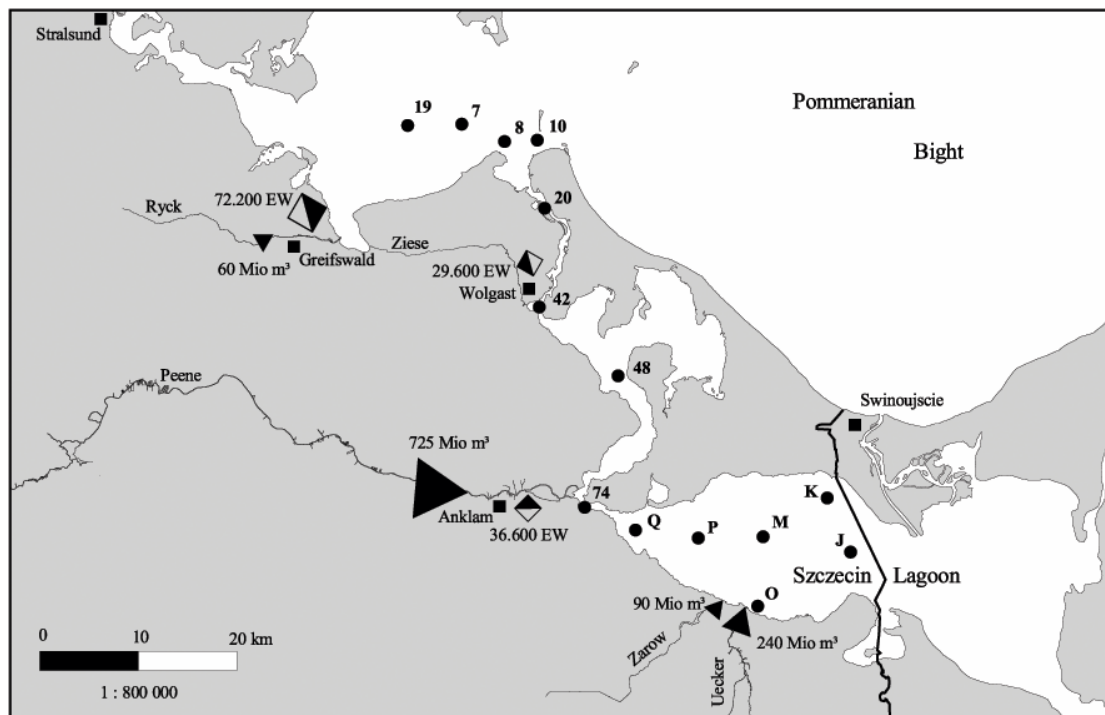 Stralsund
Pommeranian
Bight
19
7
8
10
20
72.200 EW
Ryck
Greifswald
60 Mio m³
Ziese
29.600 EW
Wolgast
42
48
Peene
Swinoujscie
725 Mio m³
Anklam
36.600 EW
74
K
Q
P
M
J
Szczecin Lagoon
O
90 Mio m³
240 Mio m³
Zarow
Uecker
0 10 20 km
1 : 800 000